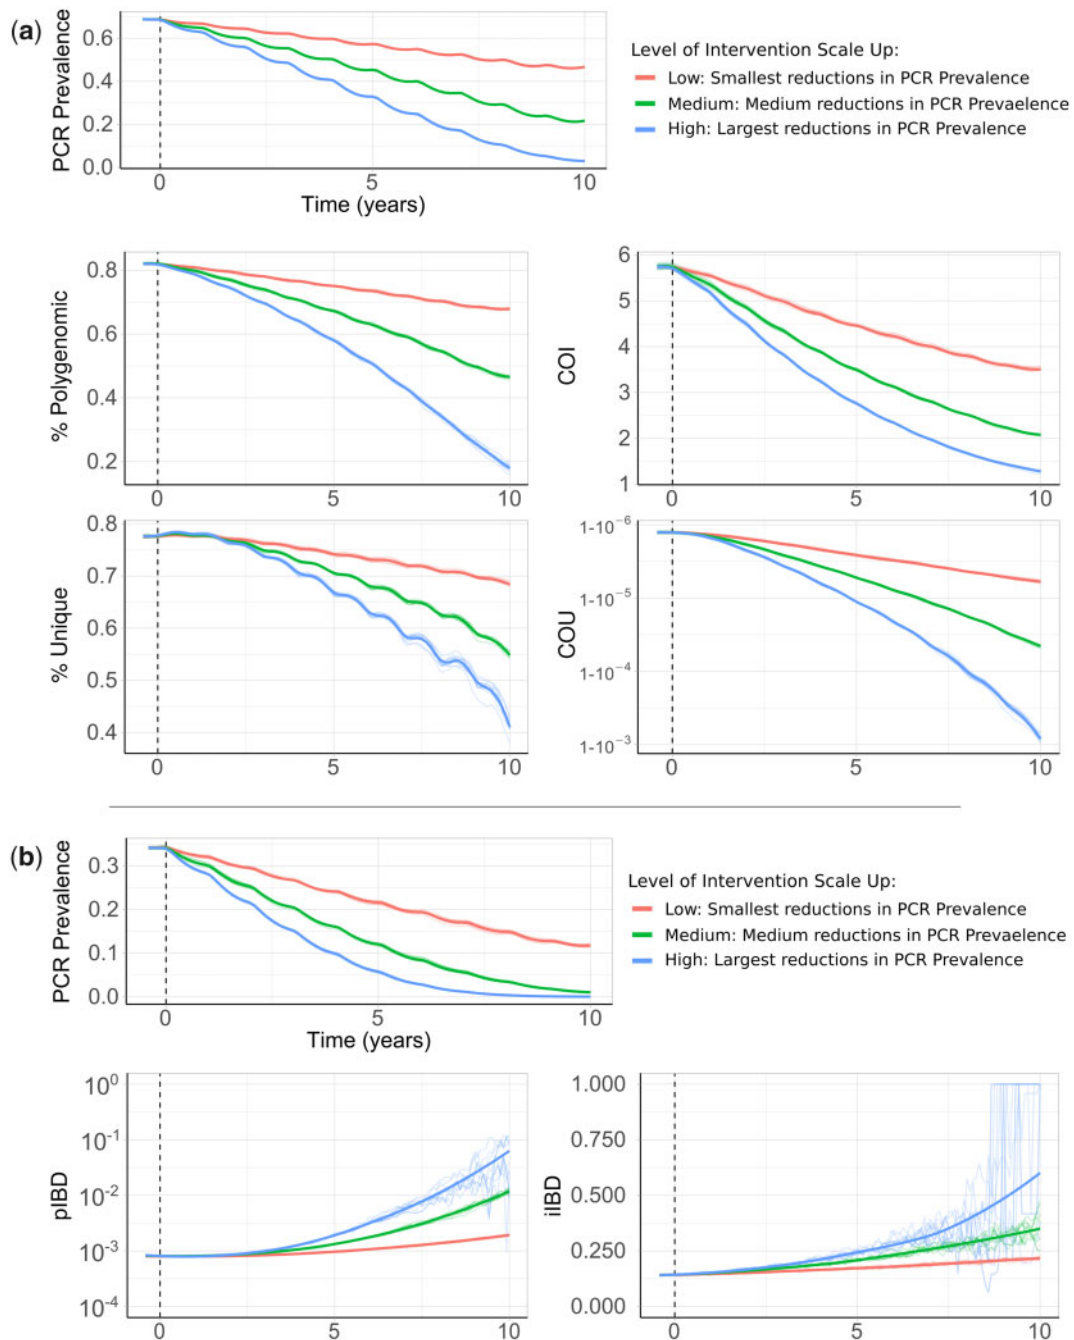 (a)
PCR Prevalence
0.6
0.4
0.2
0.0
0 5 10
Time (years)
Level of Intervention Scale Up:
Low: Smallest reductions in PCR Prevalence
Medium: Medium reductions in PCR Prevaelence
High: Largest reductions in PCR Prevalence
% Polygenomic
0.8
0.6
0.4
0.2
0 5 10
COI
6
5
4
3
2
1
0 5 10
% Unique
0.8
0.7
0.6
0.5
0.4
0 5 10
COU
1-10⁻⁶
1-10⁻⁵
1-10⁻⁴
1-10⁻³
0 5 10
(b)
PCR Prevalence
0.3
0.2
0.1
0.0
0 5 10
Time (years)
Level of Intervention Scale Up:
Low: Smallest reductions in PCR Prevalence
Medium: Medium reductions in PCR Prevaelence
High: Largest reductions in PCR Prevalence
pIBD
10⁰
10⁻¹
10⁻²
10⁻³
10⁻⁴
0 5 10
iIBD
1.000
0.750
0.500
0.250
0.000
0 5 10